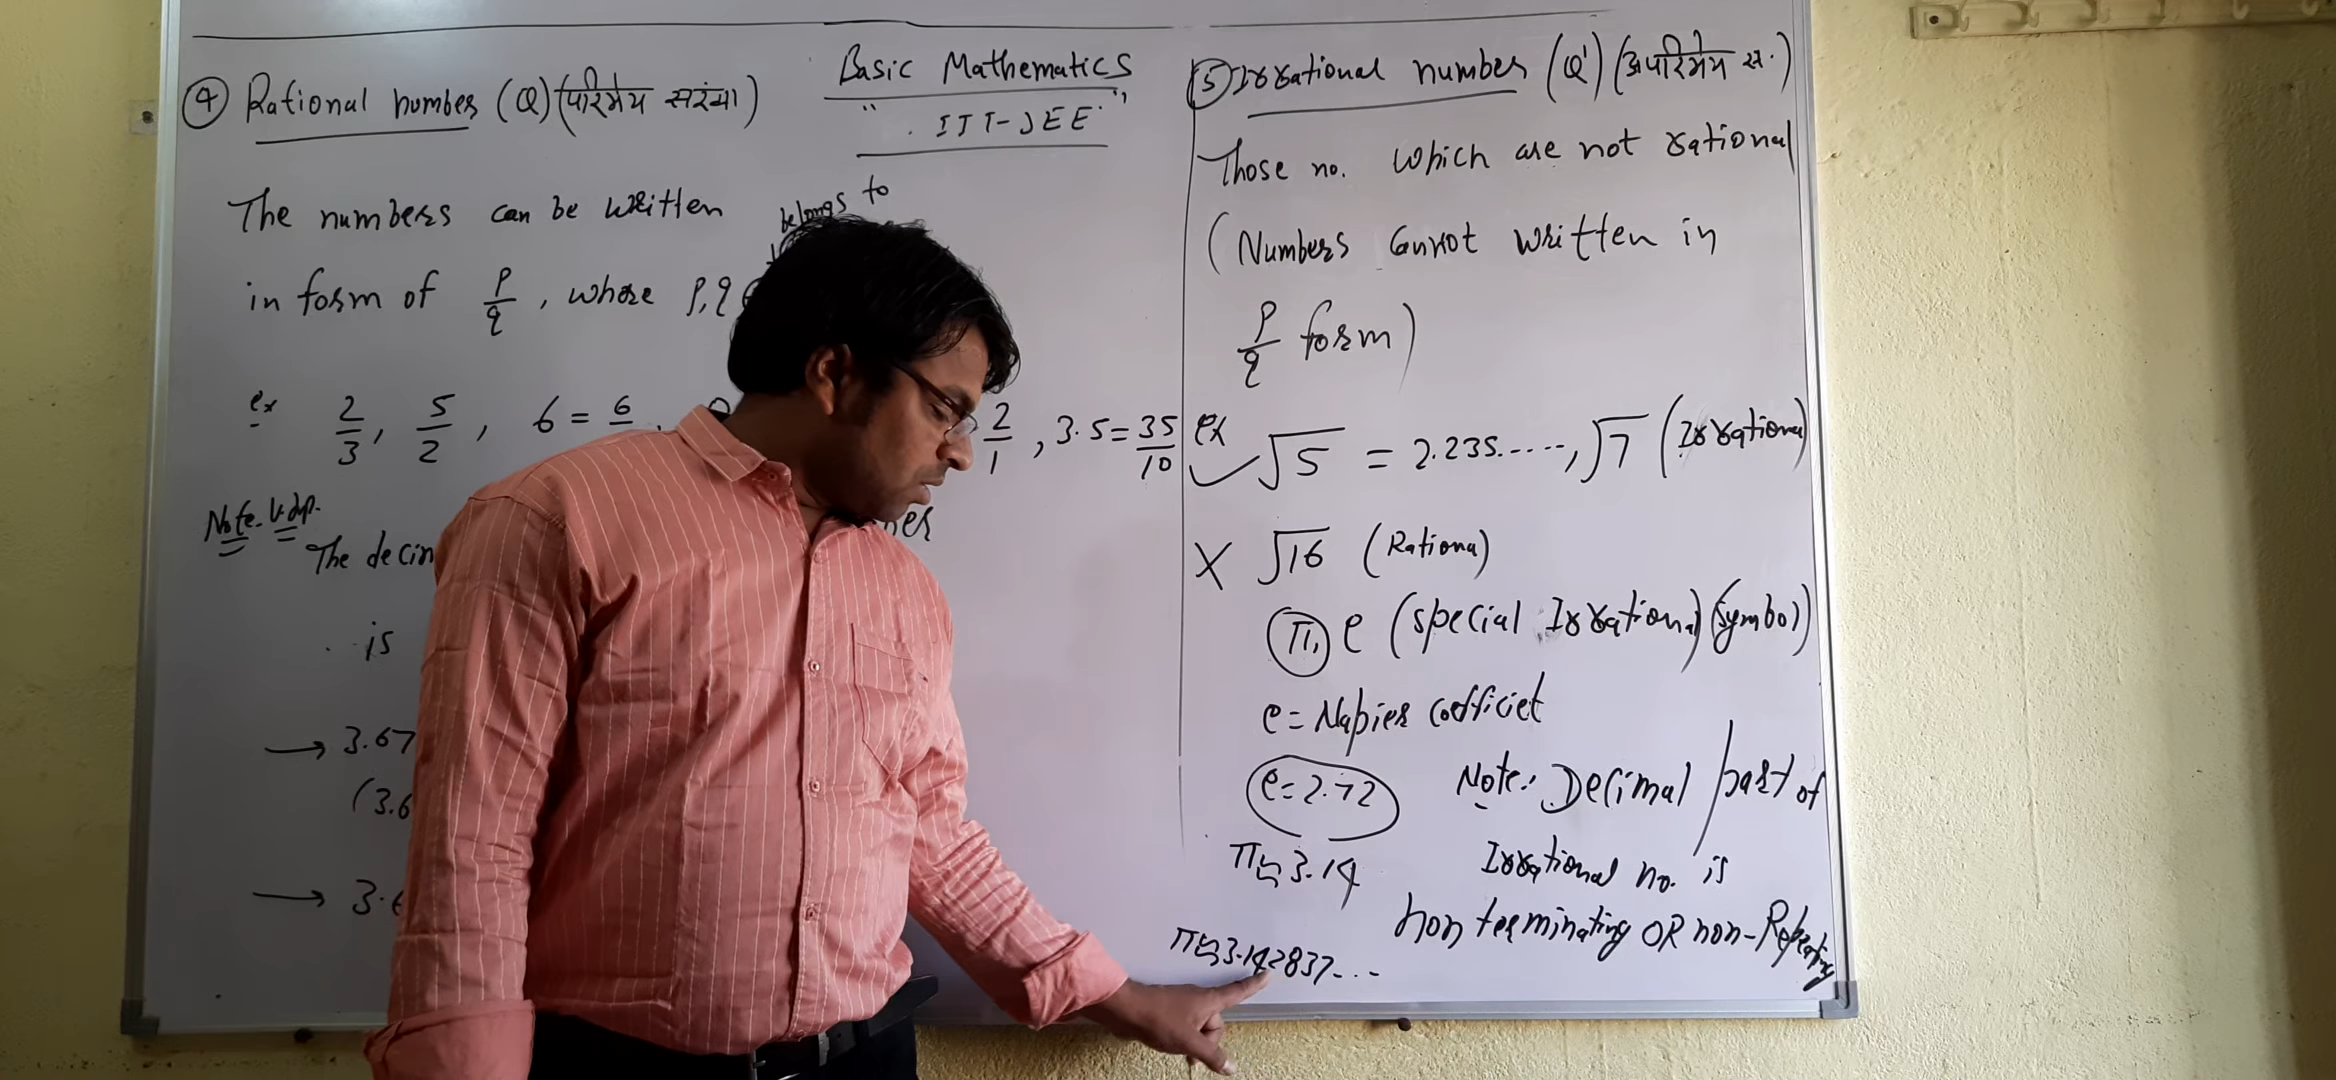 Basic Mathematics
" IIT-JEE "
④ Rational number (Q) (परिमेय संख्या)
The numbers can be written
belongs to
in form of p/q , where p,q
ex 2/3, 5/2, 6 = 6
2/1 , 3.5 = 35/10
Note. V.Imp.
The decim
is
→ 3.67
(3.6
→ 3.6
⑤ Irrational number (Q') (अपरिमेय सं.)
Those no. which are not rational
(Numbers Cannot written in
p/q form)
ex √5 = 2.235....., √7 (Irrational)
X √16 (Rational)
π, e (special Irrational) (symbol)
e = Napier coefficiet
e = 2.72
π ≈ 3.14
π ≈ 3.142837...
Note: Decimal part of
Irrational no. is
non terminating OR non-Repeating